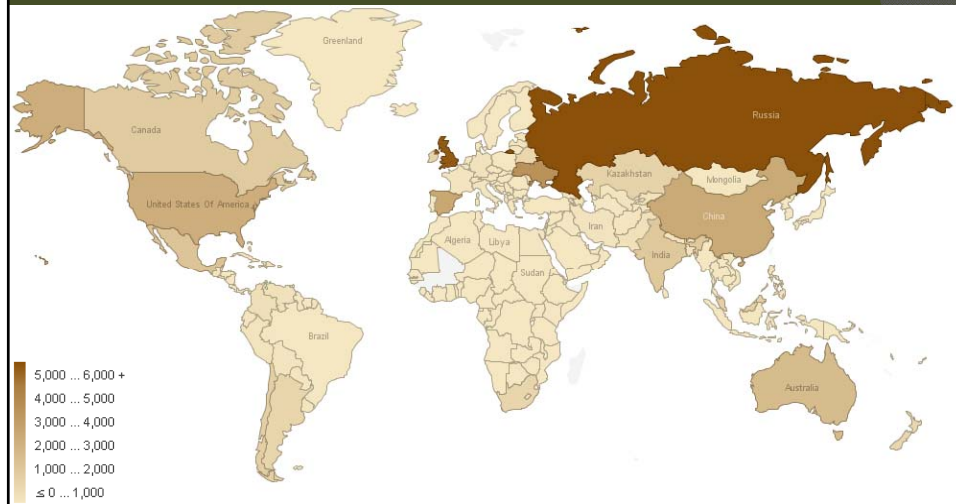 Greenland
Russia
Canada
Kazakhstan
Mongolia
United States Of America
China
Algeria
Libya
Iran
India
Sudan
Brazil
Australia
5,000 ... 6,000 +
4,000 ... 5,000
3,000 ... 4,000
2,000 ... 3,000
1,000 ... 2,000
≤ 0 ... 1,000